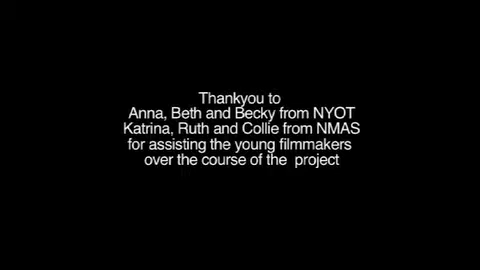 Thankyou to
Anna, Beth and Becky from NYOT
Katrina, Ruth and Collie from NMAS
for assisting the young filmmakers
over the course of the  project